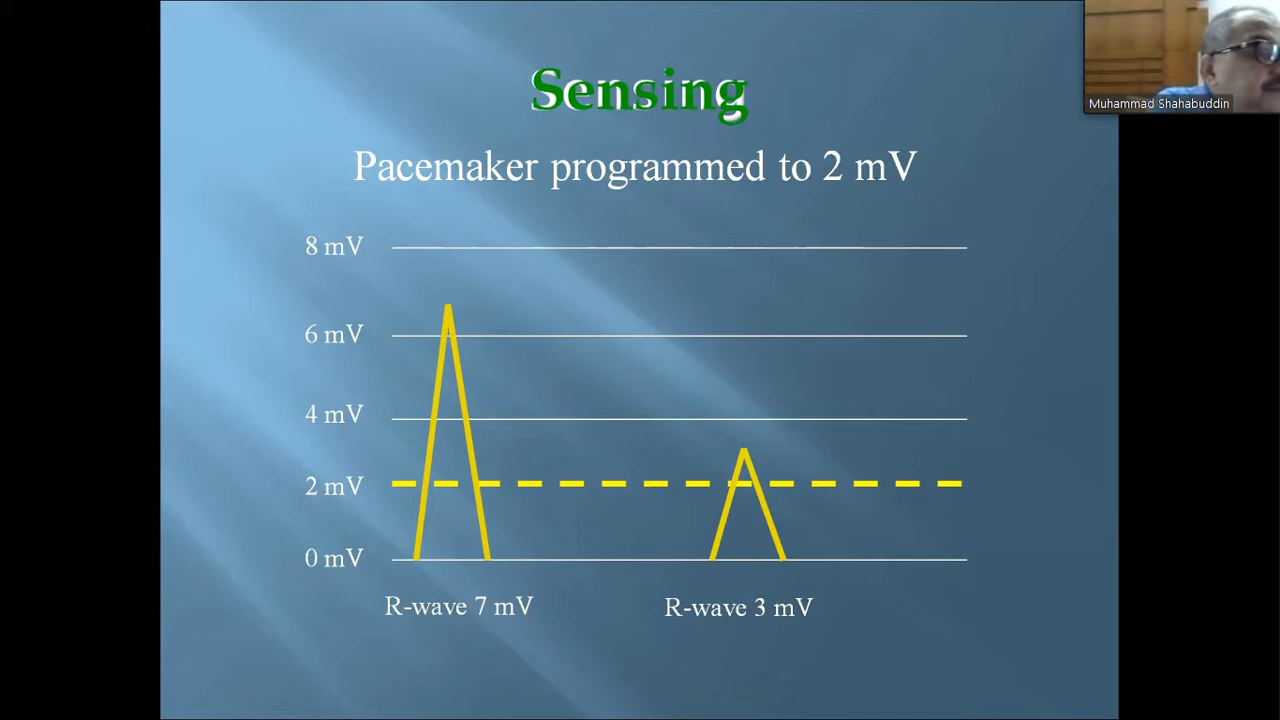 Sensing
Muhammad Shahabuddin
Pacemaker programmed to 2 mV
8 mV
6 mV
4 mV
2 mV
0 mV
R-wave 7 mV
R-wave 3 mV